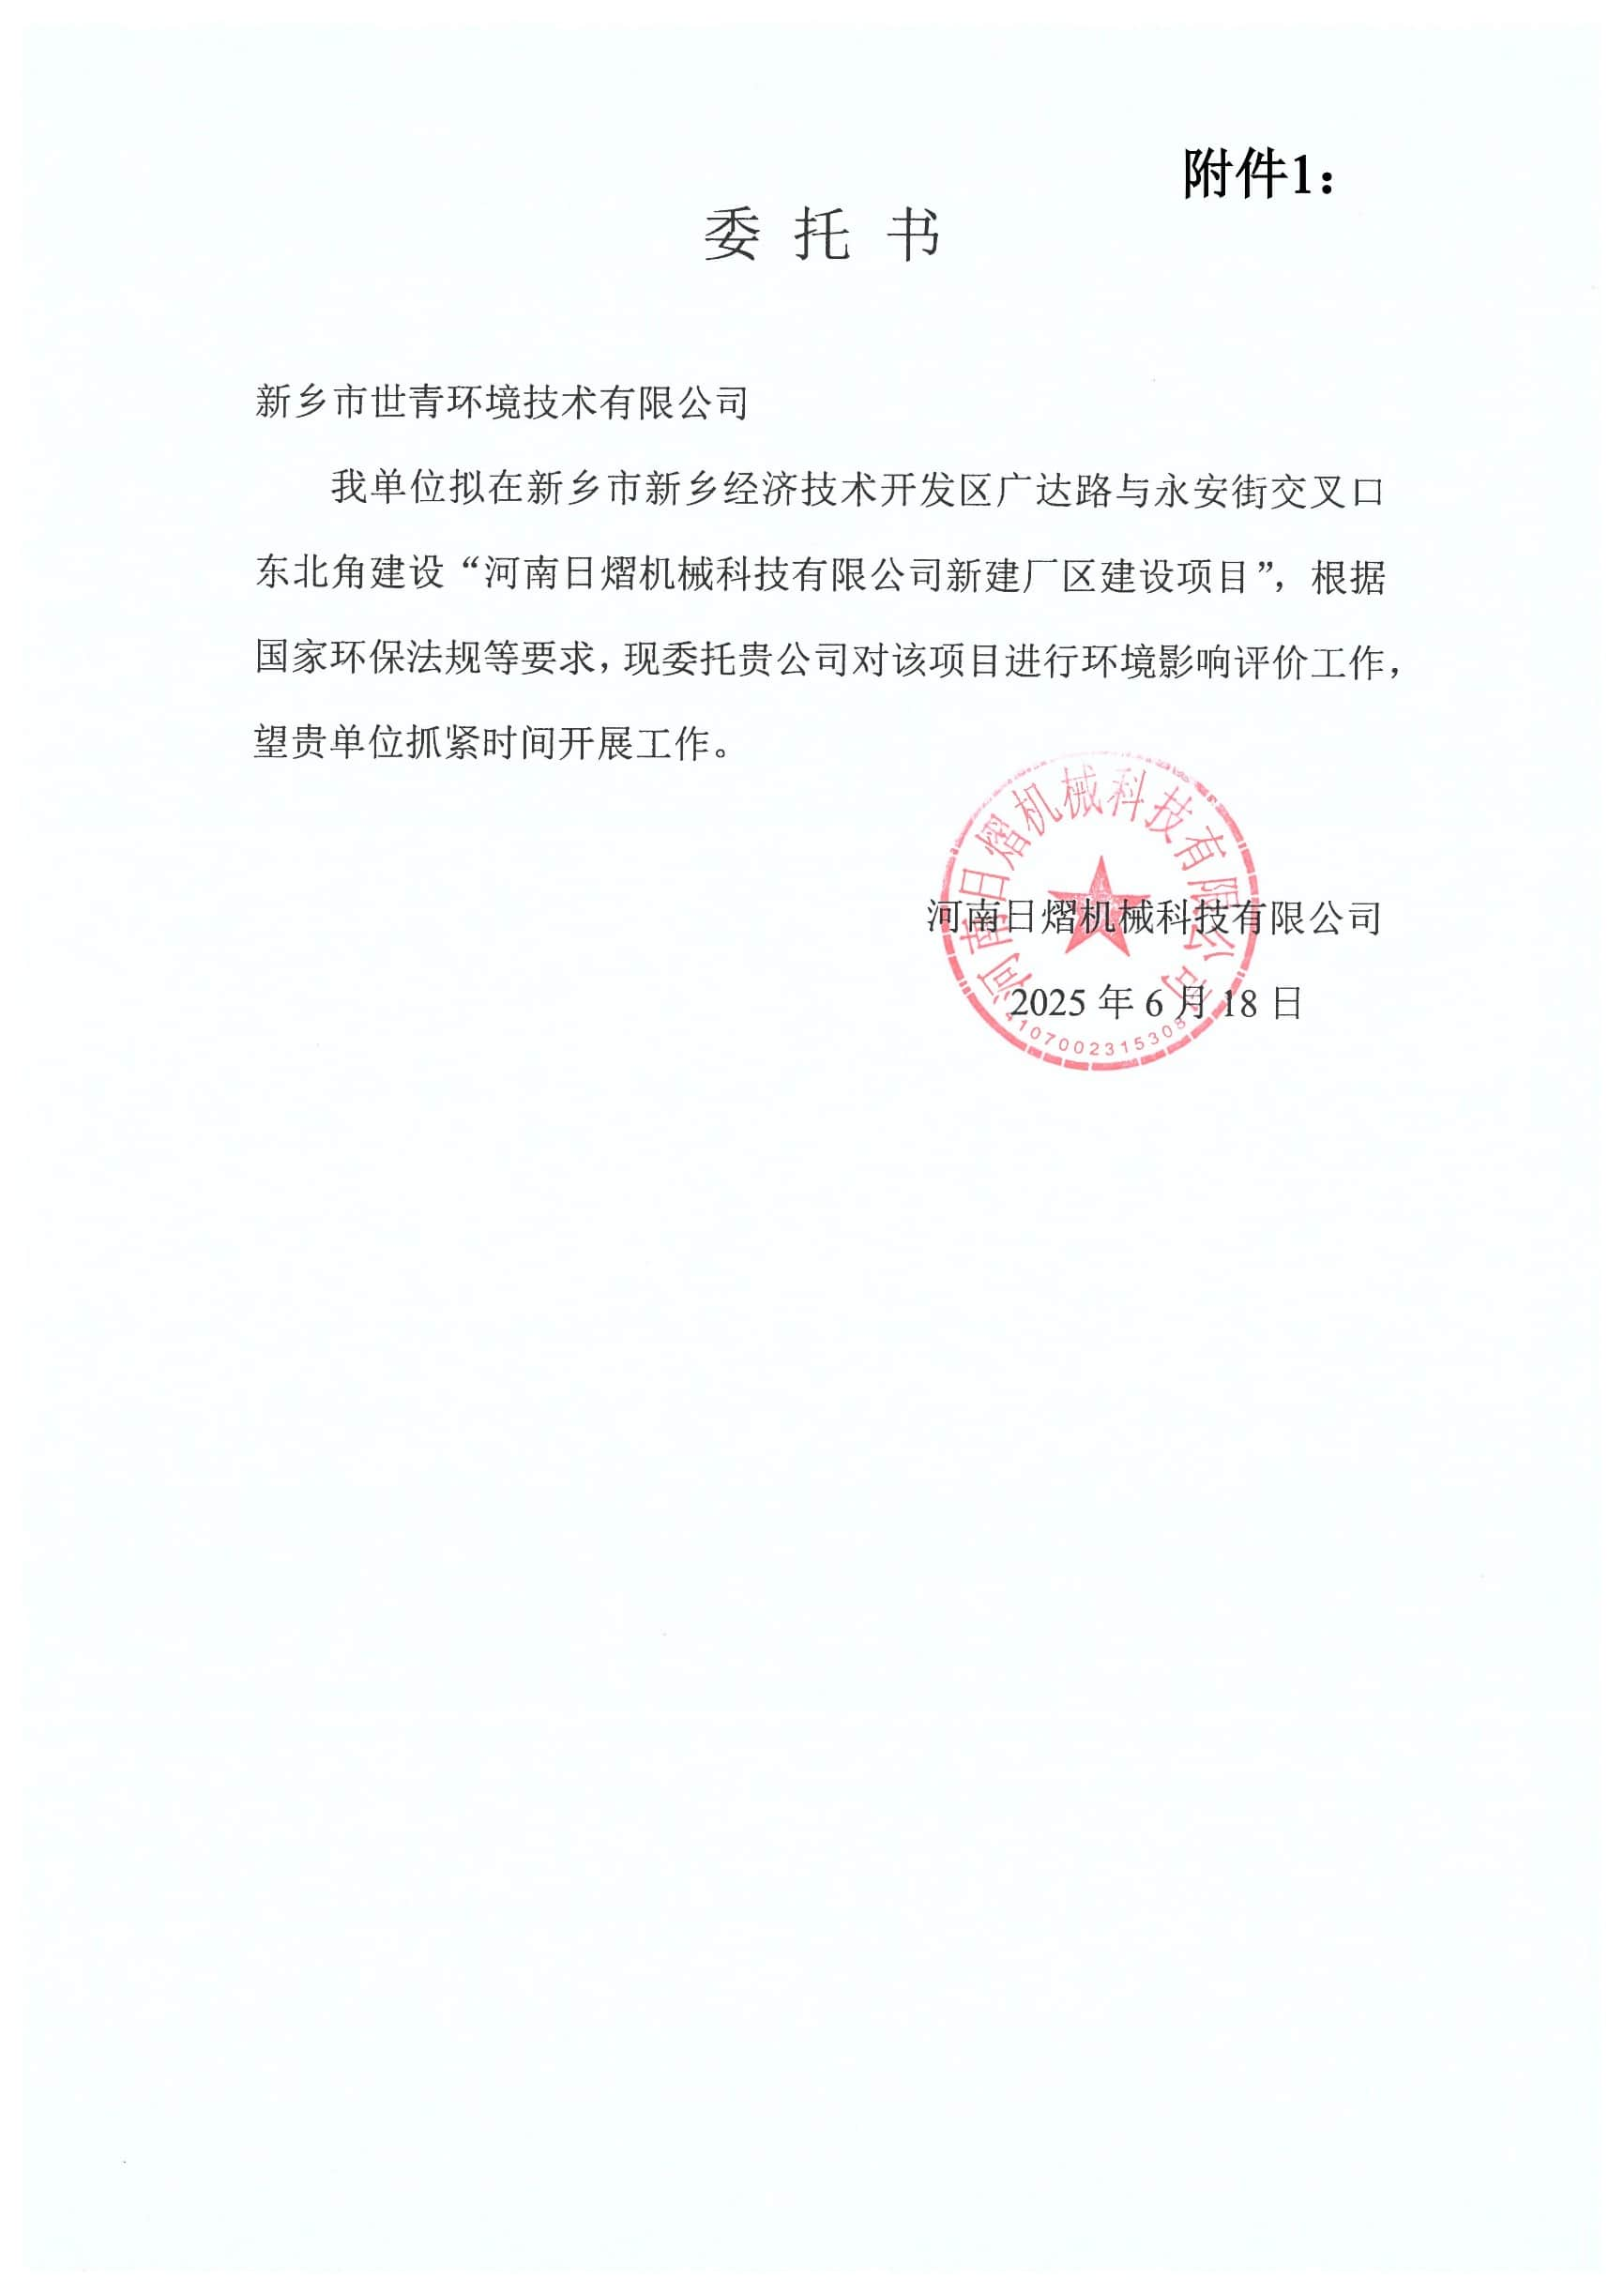 附件1：
委托书
新乡市世青环境技术有限公司
我单位拟在新乡市新乡经济技术开发区广达路与永安街交叉口
东北角建设“河南日熠机械科技有限公司新建厂区建设项目”，根据
国家环保法规等要求，现委托贵公司对该项目进行环境影响评价工作，
望贵单位抓紧时间开展工作。
河南日熠机械科技有限公司
河南日熠机械科技有限公司
2025年6月18日
4107002315308